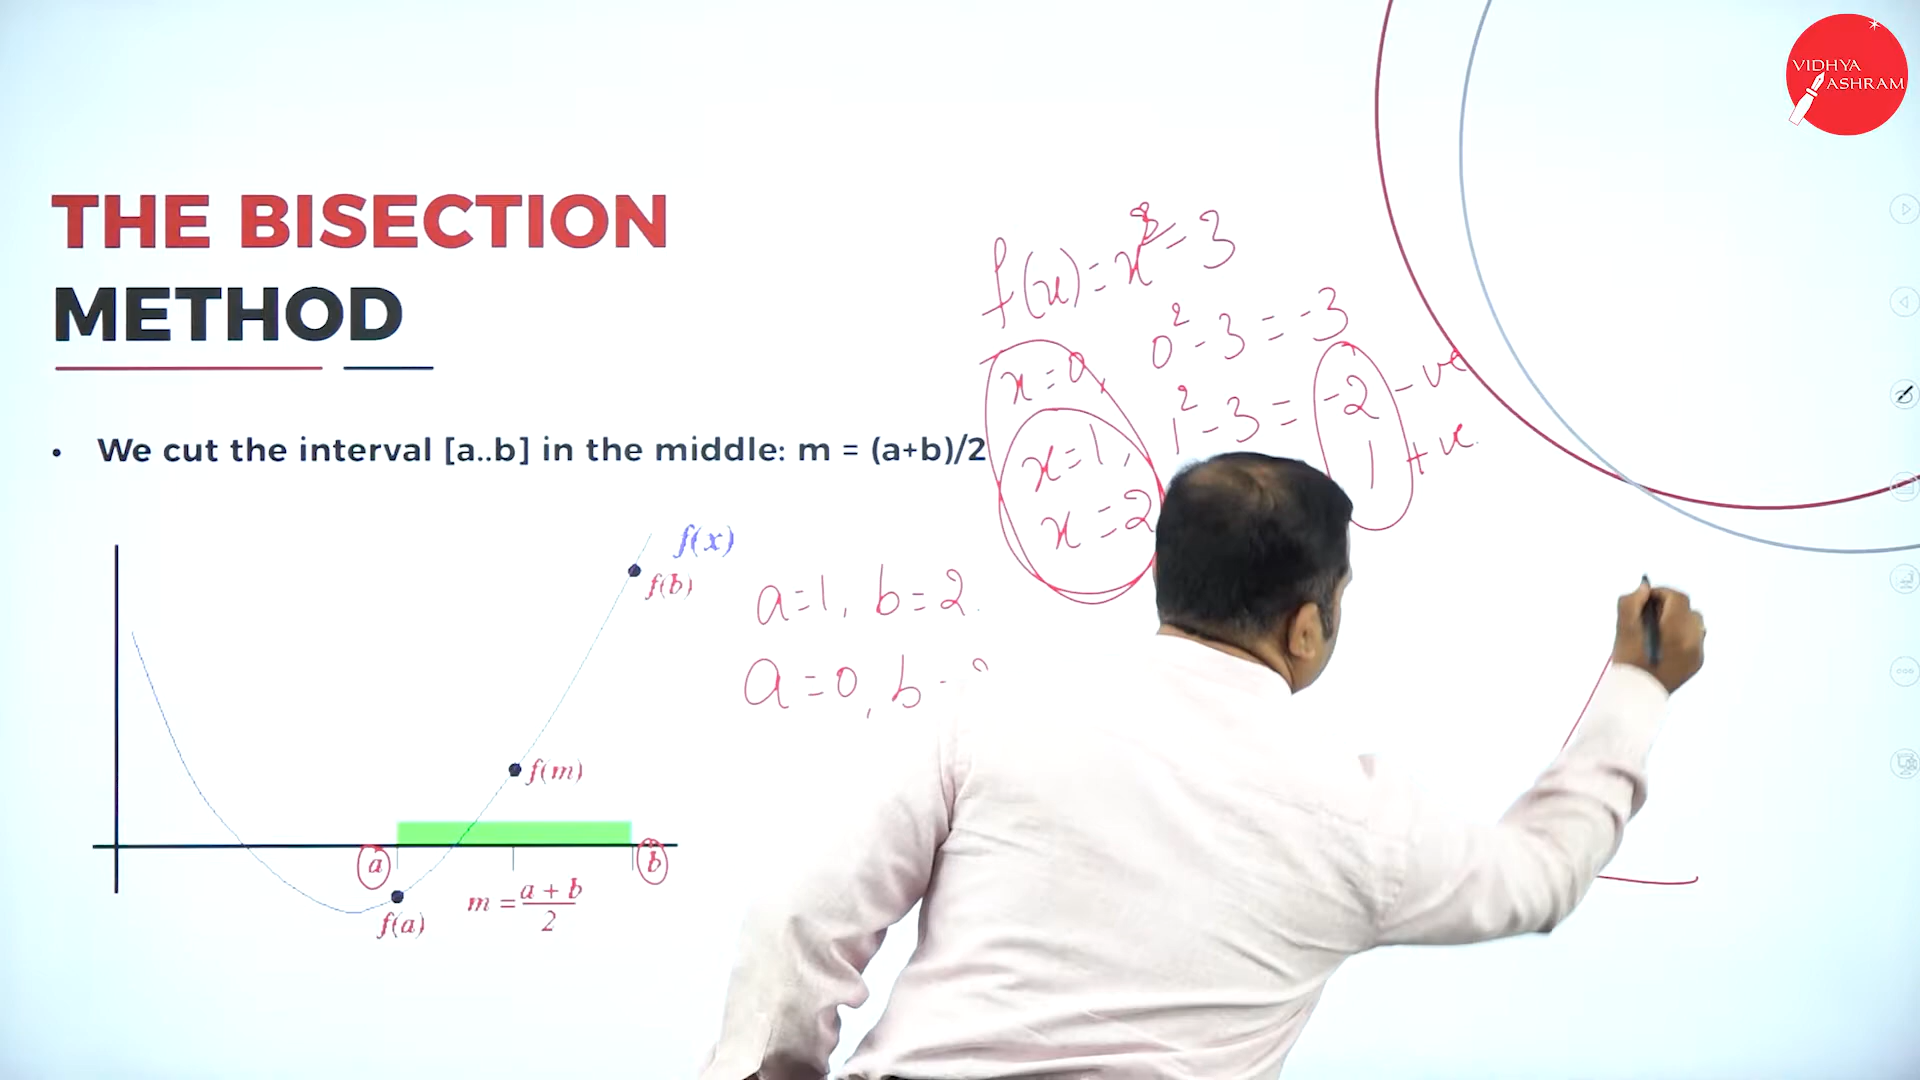 VIDHYA
ASHRAM
THE BISECTION
METHOD
• We cut the interval [a..b] in the middle: m = (a+b)/2
f(x) = x² - 3
0² - 3 = -3
x = 0,
1² - 3 = -2 -ve
x = 1,
1 +ve
x = 2
a = 1, b = 2.
a = 0, b =
f(x)
f(b)
f(m)
a
b
m = a + b / 2
f(a)